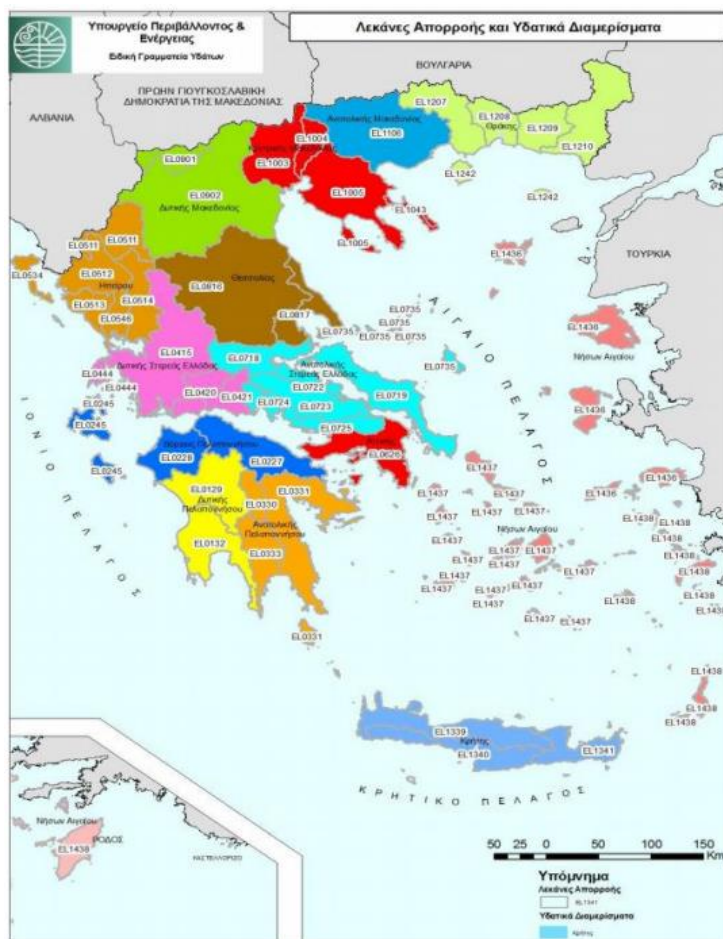 Υπουργείο Περιβάλλοντος &
Ενέργειας
Ειδική Γραμματεία Υδάτων
Λεκάνες Απορροής και Υδατικά Διαμερίσματα
ΒΟΥΛΓΑΡΙΑ
ΠΡΩΗΝ ΓΙΟΥΓΚΟΣΛΑΒΙΚΗ
ΔΗΜΟΚΡΑΤΙΑ ΤΗΣ ΜΑΚΕΔΟΝΙΑΣ
ΑΛΒΑΝΙΑ
EL1207
EL1208
Θράκης
EL1209
EL1210
Ανατολικής Μακεδονίας
EL1106
EL1004
EL1003
EL0901
EL1242
EL1242
EL0902
Δυτικής Μακεδονίας
EL1005
EL1043
EL1005
EL0511
EL0511
EL1436
ΤΟΥΡΚΙΑ
EL0534
EL0512
Ηπείρου
EL0513
EL0514
EL0546
EL0816
Θεσσαλίας
EL0817
EL0735
EL0735
EL0735
EL0735
EL0735
ΑΙΓΑΙΟ ΠΕΛΑΓΟΣ
EL1436
Νήσων Αιγαίου
EL0415
Δυτικής Στερεάς Ελλάδας
EL0718
Ανατολικής
Στερεάς Ελλάδας
EL0444
EL0444
EL0420
EL0421
EL0722
EL0724
EL0723
EL0719
EL0725
EL1436
ΙΟΝΙΟ ΠΕΛΑΓΟΣ
EL0245
EL0245
EL0245
Βόρειας Πελοποννήσου
EL0228
EL0227
Αττικής
EL0626
EL0129
Δυτικής
Πελοποννήσου
EL0132
EL0330
EL0331
Ανατολικής
Πελοποννήσου
EL0333
EL0331
EL1437
EL1437
EL1437
EL1437
EL1437
EL1436
EL1436
Νήσων Αιγαίου
EL1438
EL1438
EL1438
EL1437
EL1437
EL1437
EL1437
EL1437
EL1437
EL1437
EL1437
EL1437
EL1437
EL1437
EL1437
EL1438
EL1438
EL1438
EL1438
EL1438
EL1438
EL1438
EL1438
EL1339
Κρήτης
EL1340
EL1341
ΚΡΗΤΙΚΟ ΠΕΛΑΓΟΣ
Νήσων Αιγαίου
ΡΟΔΟΣ
EL1438
ΚΑΣΤΕΛΛΟΡΙΖΟ
50 25 0 50 100 150
Km
Υπόμνημα
Λεκάνες Απορροής
EL1341
Υδατικά Διαμερίσματα
Κρήτης